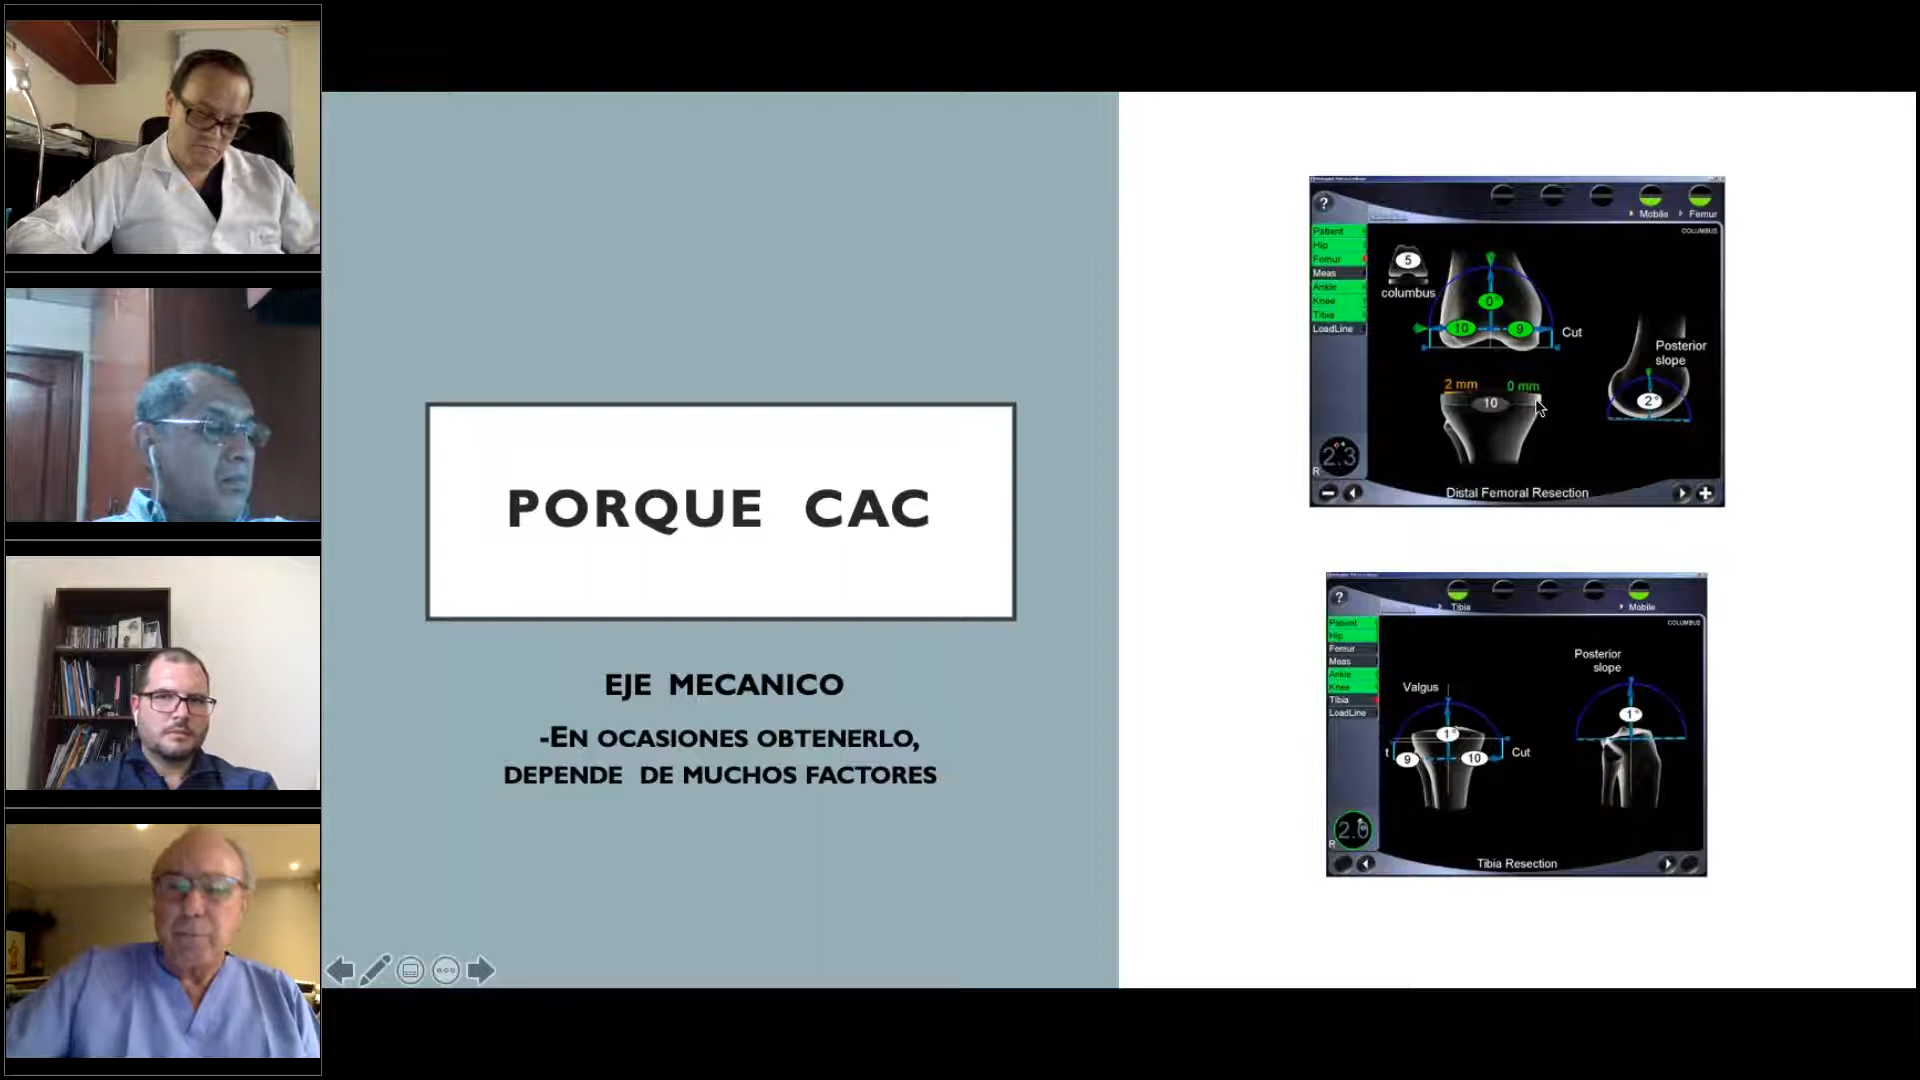 PORQUE CAC
EJE MECANICO
-EN OCASIONES OBTENERLO,
DEPENDE DE MUCHOS FACTORES
?
Mobile
Femur
COLUMBUS
Patient
Hip
Femur
Meas
Ankle
Knee
Tibia
LoadLine
5
columbus
0°
10
9
Cut
Posterior
slope
2°
2 mm
0 mm
10
2.3
R
Distal Femoral Resection
?
Tibia
Mobile
COLUMBUS
Patient
Hip
Femur
Meas
Ankle
Knee
Tibia
LoadLine
Valgus
1°
9
10
Cut
Posterior
slope
1°
R
Tibia Resection